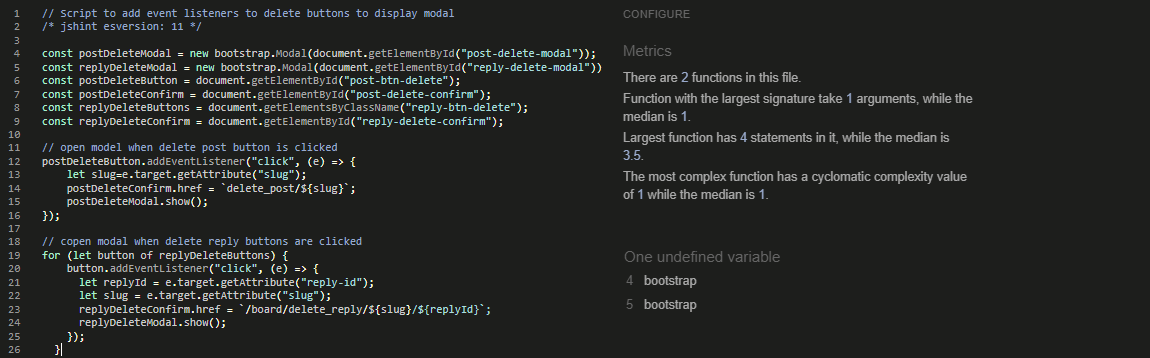 1 // Script to add event listeners to delete buttons to display modal
2 /* jshint esversion: 11 */
3
4 const postDeleteModal = new bootstrap.Modal(document.getElementById("post-delete-modal"));
5 const replyDeleteModal = new bootstrap.Modal(document.getElementById("reply-delete-modal"))
6 const postDeleteButton = document.getElementById("post-btn-delete");
7 const postDeleteConfirm = document.getElementById("post-delete-confirm");
8 const replyDeleteButtons = document.getElementsByClassName("reply-btn-delete");
9 const replyDeleteConfirm = document.getElementById("reply-delete-confirm");
10
11 // open model when delete post button is clicked
12 postDeleteButton.addEventListener("click", (e) => {
13 let slug=e.target.getAttribute("slug");
14 postDeleteConfirm.href = `delete_post/${slug}`;
15 postDeleteModal.show();
16 });
17
18 // copen modal when delete reply buttons are clicked
19 for (let button of replyDeleteButtons) {
20 button.addEventListener("click", (e) => {
21 let replyId = e.target.getAttribute("reply-id");
22 let slug = e.target.getAttribute("slug");
23 replyDeleteConfirm.href = `/board/delete_reply/${slug}/${replyId}`;
24 replyDeleteModal.show();
25 });
26 }
CONFIGURE
Metrics
There are 2 functions in this file.
Function with the largest signature take 1 arguments, while the
median is 1.
Largest function has 4 statements in it, while the median is
3.5.
The most complex function has a cyclomatic complexity value
of 1 while the median is 1.
One undefined variable
4 bootstrap
5 bootstrap